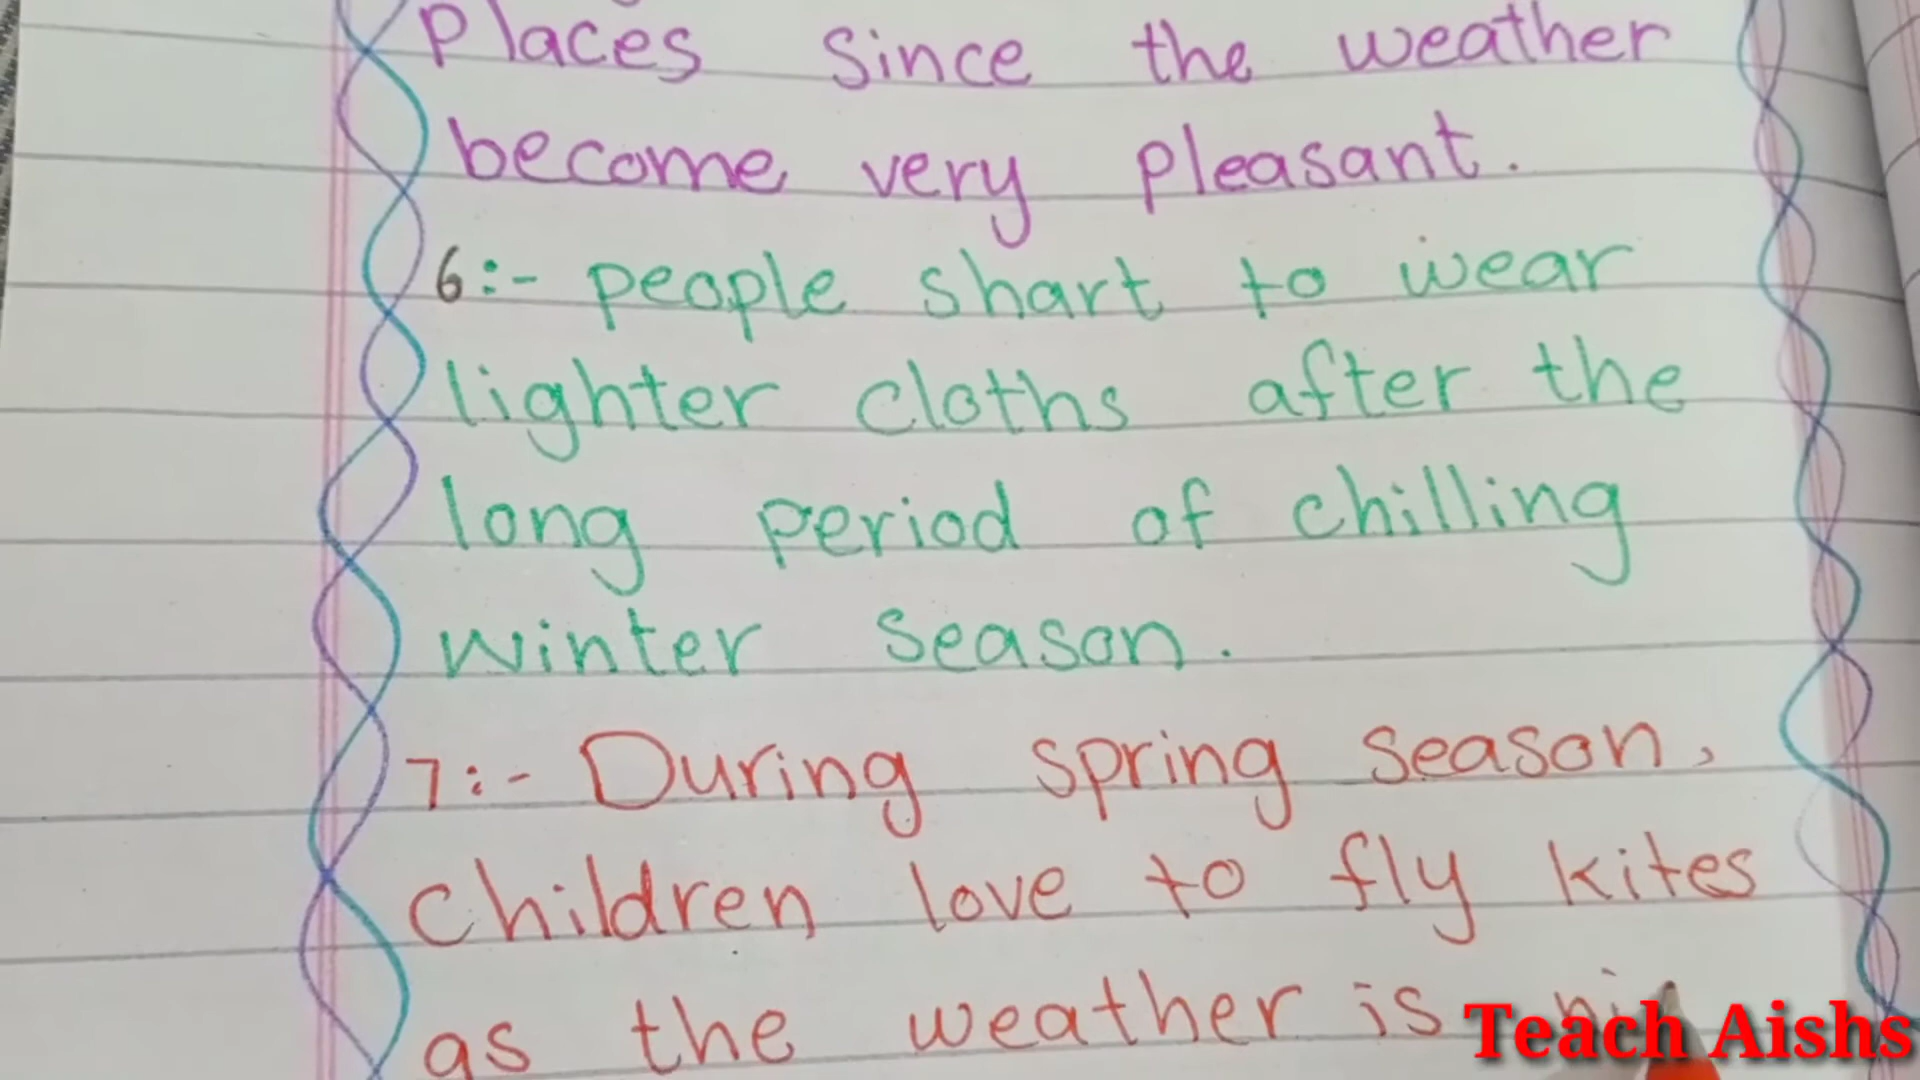 Places since the weather
become very pleasant.
6:- people shart to wear
lighter cloths after the
long period of chilling
winter season.
7:- During spring season,
children love to fly kites
as the weather is
Teach Aishs